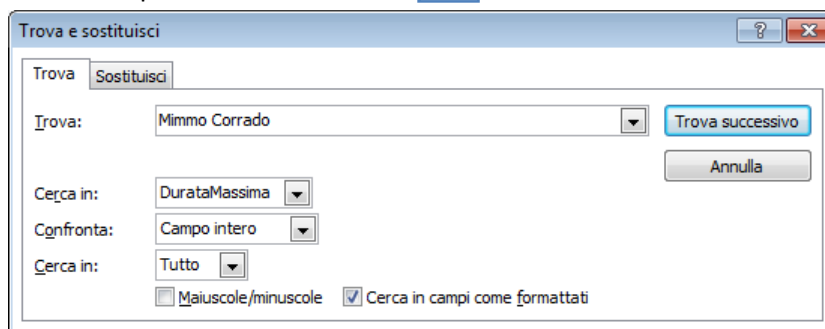 Trova e sostituisci
Trova Sostituisci
Trova: Mimmo Corrado Trova successivo
Annulla
Cerca in: DurataMassima
Confronta: Campo intero
Cerca in: Tutto
Maiuscole/minuscole Cerca in campi come formattati